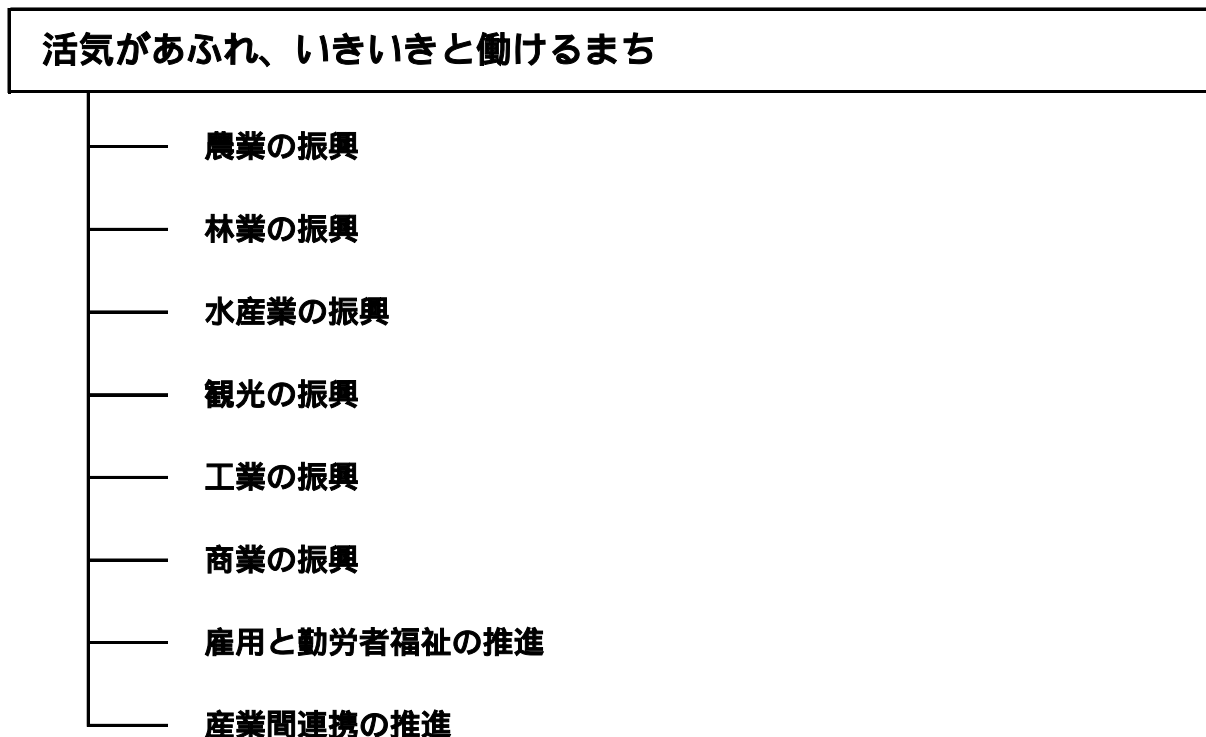 活気があふれ、いきいきと働けるまち
農業の振興
林業の振興
水産業の振興
観光の振興
工業の振興
商業の振興
雇用と勤労者福祉の推進
産業間連携の推進